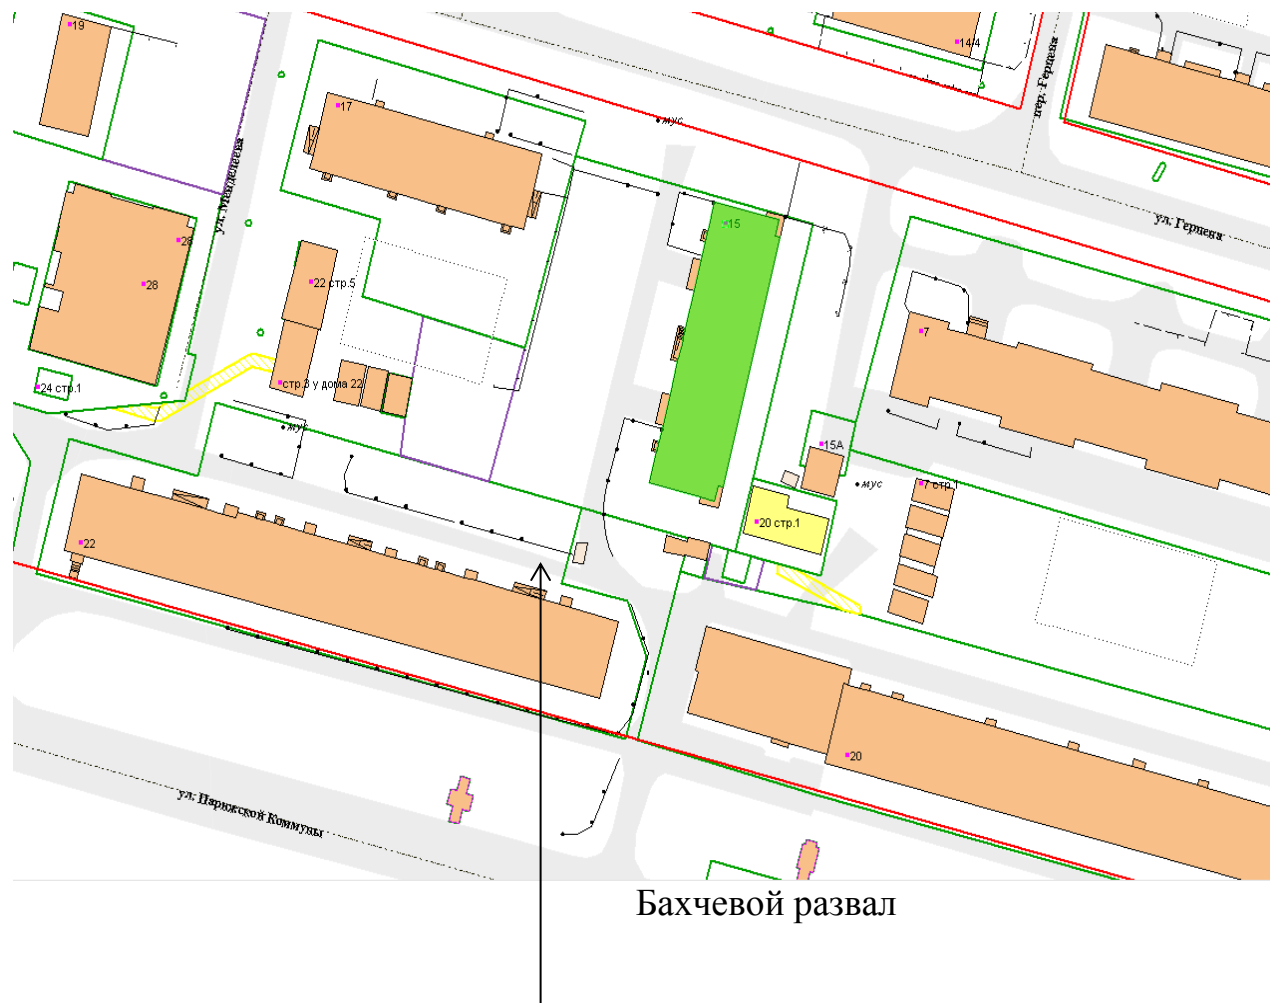 19
14/4
17
мус
пер. Герцена
ул. Менделеева
15
ул. Герцена
28
28
22 стр.5
7
24 стр.1
стр.3 у дома 22
мус
15А
мус
7 стр.1
20 стр.1
22
20
ул. Парижской Коммуны
Бахчевой развал